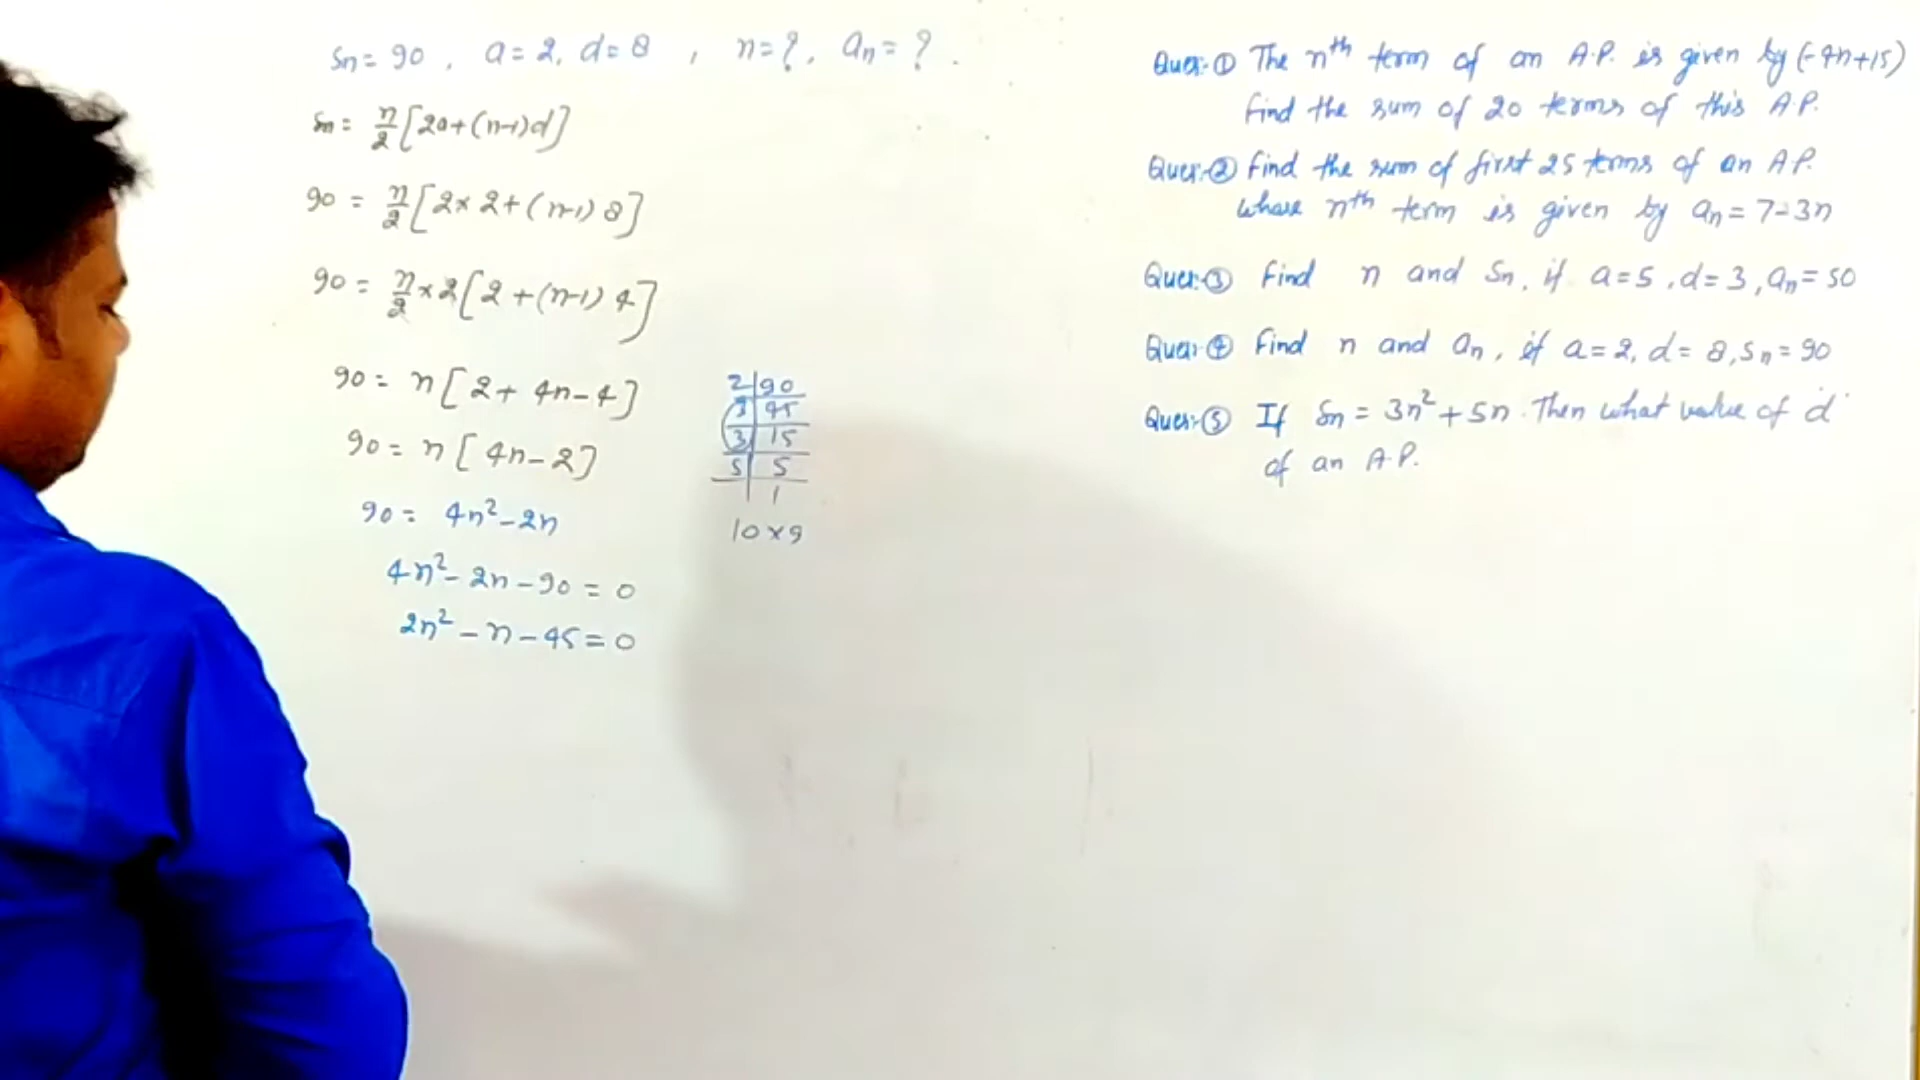 Sn = 90 , a = 2, d = 8 , n = ?, an = ?
Sn = n/2 [2a+(n-1)d]
90 = n/2 [2×2+(n-1)8]
90 = n/2 ×2[2+(n-1)4]
90 = n[2+ 4n-4]
90 = n[4n-2]
90 = 4n²-2n
4n²-2n-90 = 0
2n²-n-45 = 0
2|90
3|45
3|15
5|5
|1
10×9
Ques:-① The nth term of an A.P. is given by (-4n+15)
Find the sum of 20 terms of this A.P.
Ques:-② Find the sum of first 25 terms of an A.P.
whose nth term is given by an = 7-3n
Ques:-③ Find n and Sn, if a=5, d=3, an=50
Ques:-④ Find n and an, if a=2, d=8, Sn=90
Ques:-⑤ If Sn = 3n²+5n. Then what value of d
of an A.P.